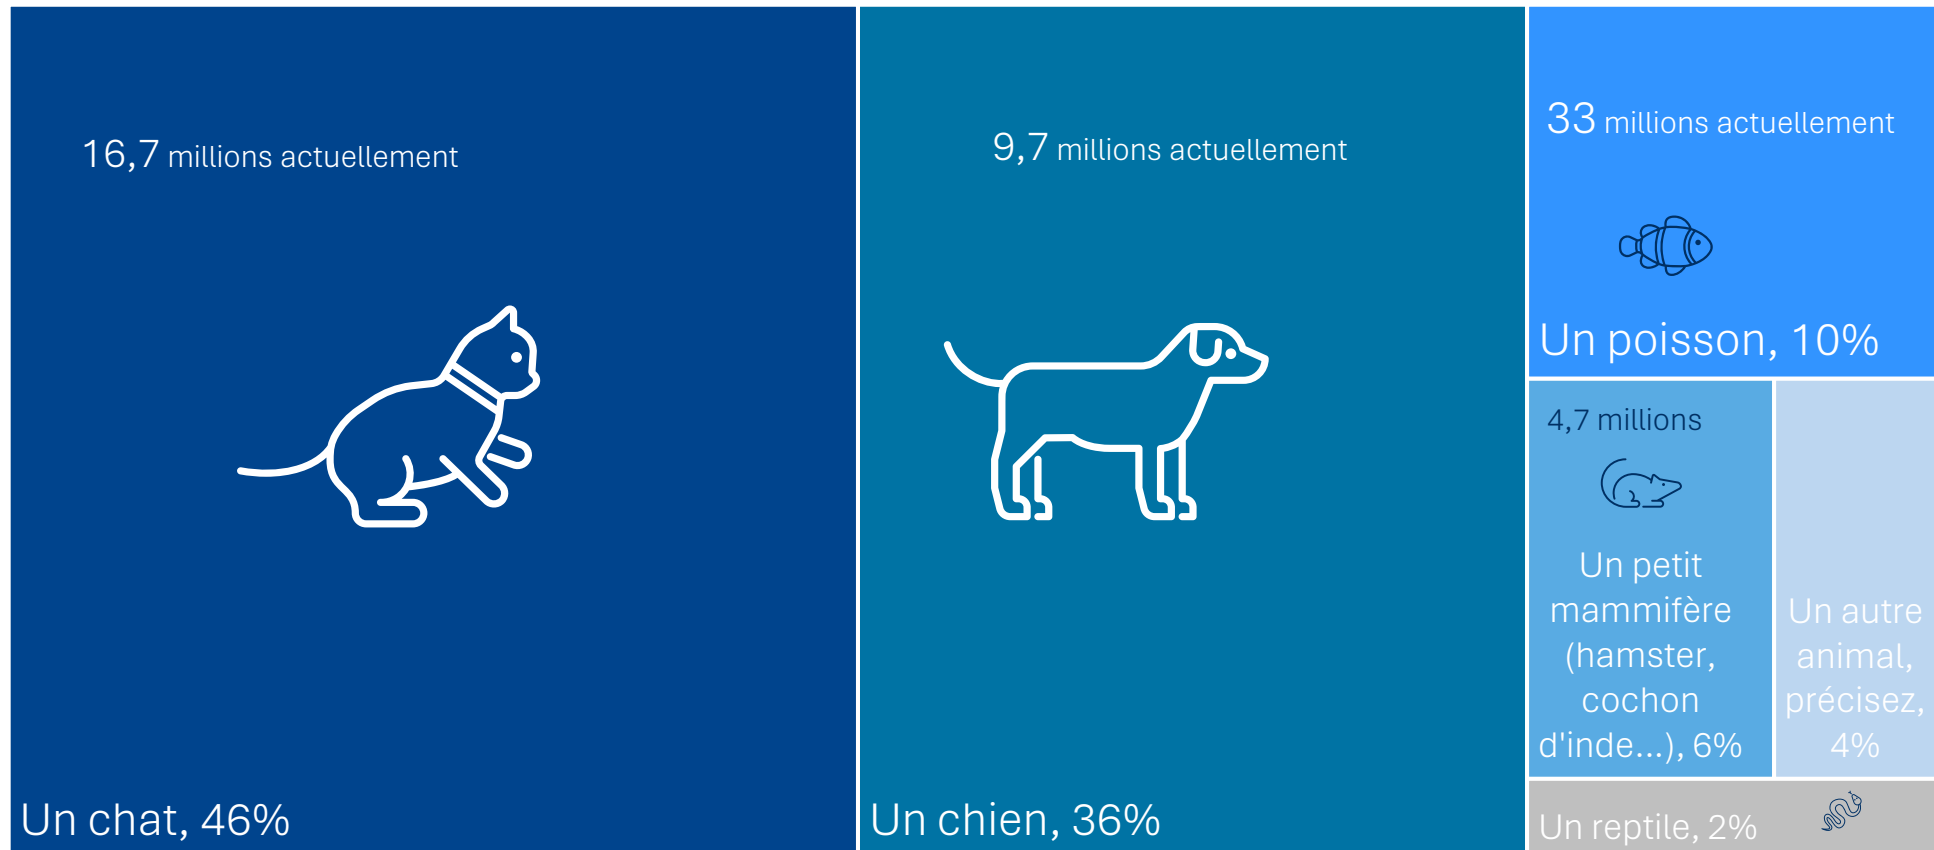 16,7 millions actuellement
Un chat, 46%
9,7 millions actuellement
Un chien, 36%
33 millions actuellement
Un poisson, 10%
4,7 millions
Un petit
mammifère
(hamster,
cochon
d'inde...), 6%
Un autre
animal,
précisez,
4%
Un reptile, 2%